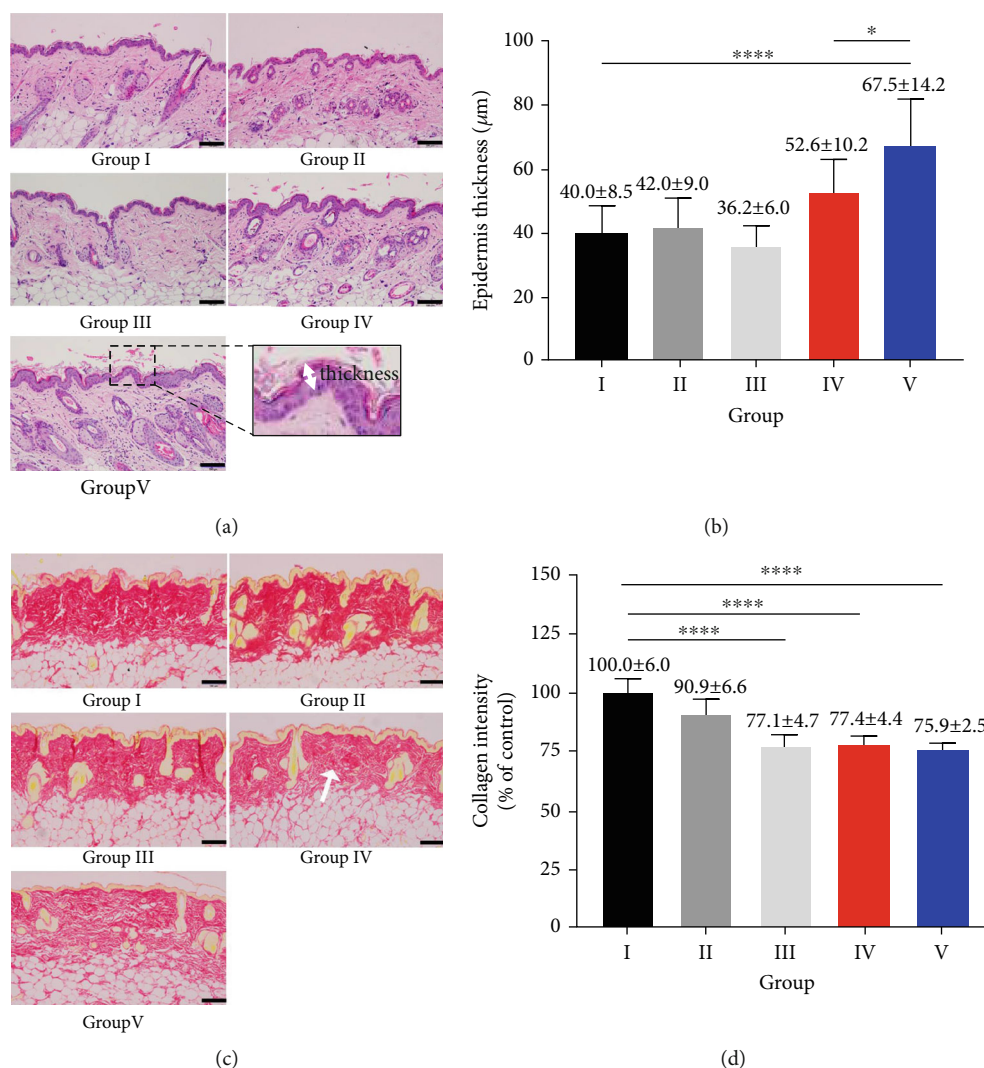 Group I
Group II
Group III
Group IV
thickness
GroupV
(a)
Epidermis thickness (μm)
100
80
60
40
20
0
****
*
40.0±8.5
42.0±9.0
36.2±6.0
52.6±10.2
67.5±14.2
I II III IV V
Group
(b)
Group I
Group II
Group III
Group IV
GroupV
(c)
Collagen intensity
(% of control)
150
125
100
75
50
25
0
****
****
****
100.0±6.0
90.9±6.6
77.1±4.7
77.4±4.4
75.9±2.5
I II III IV V
Group
(d)